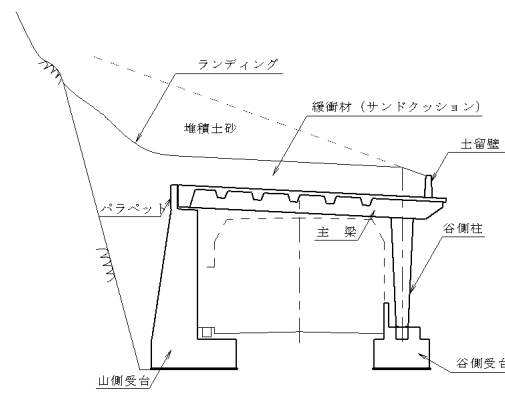 ランディング
緩衝材（サンドクッション）
堆積土砂
土留壁
パラペット
主 梁
谷側柱
谷側受台
山側受台